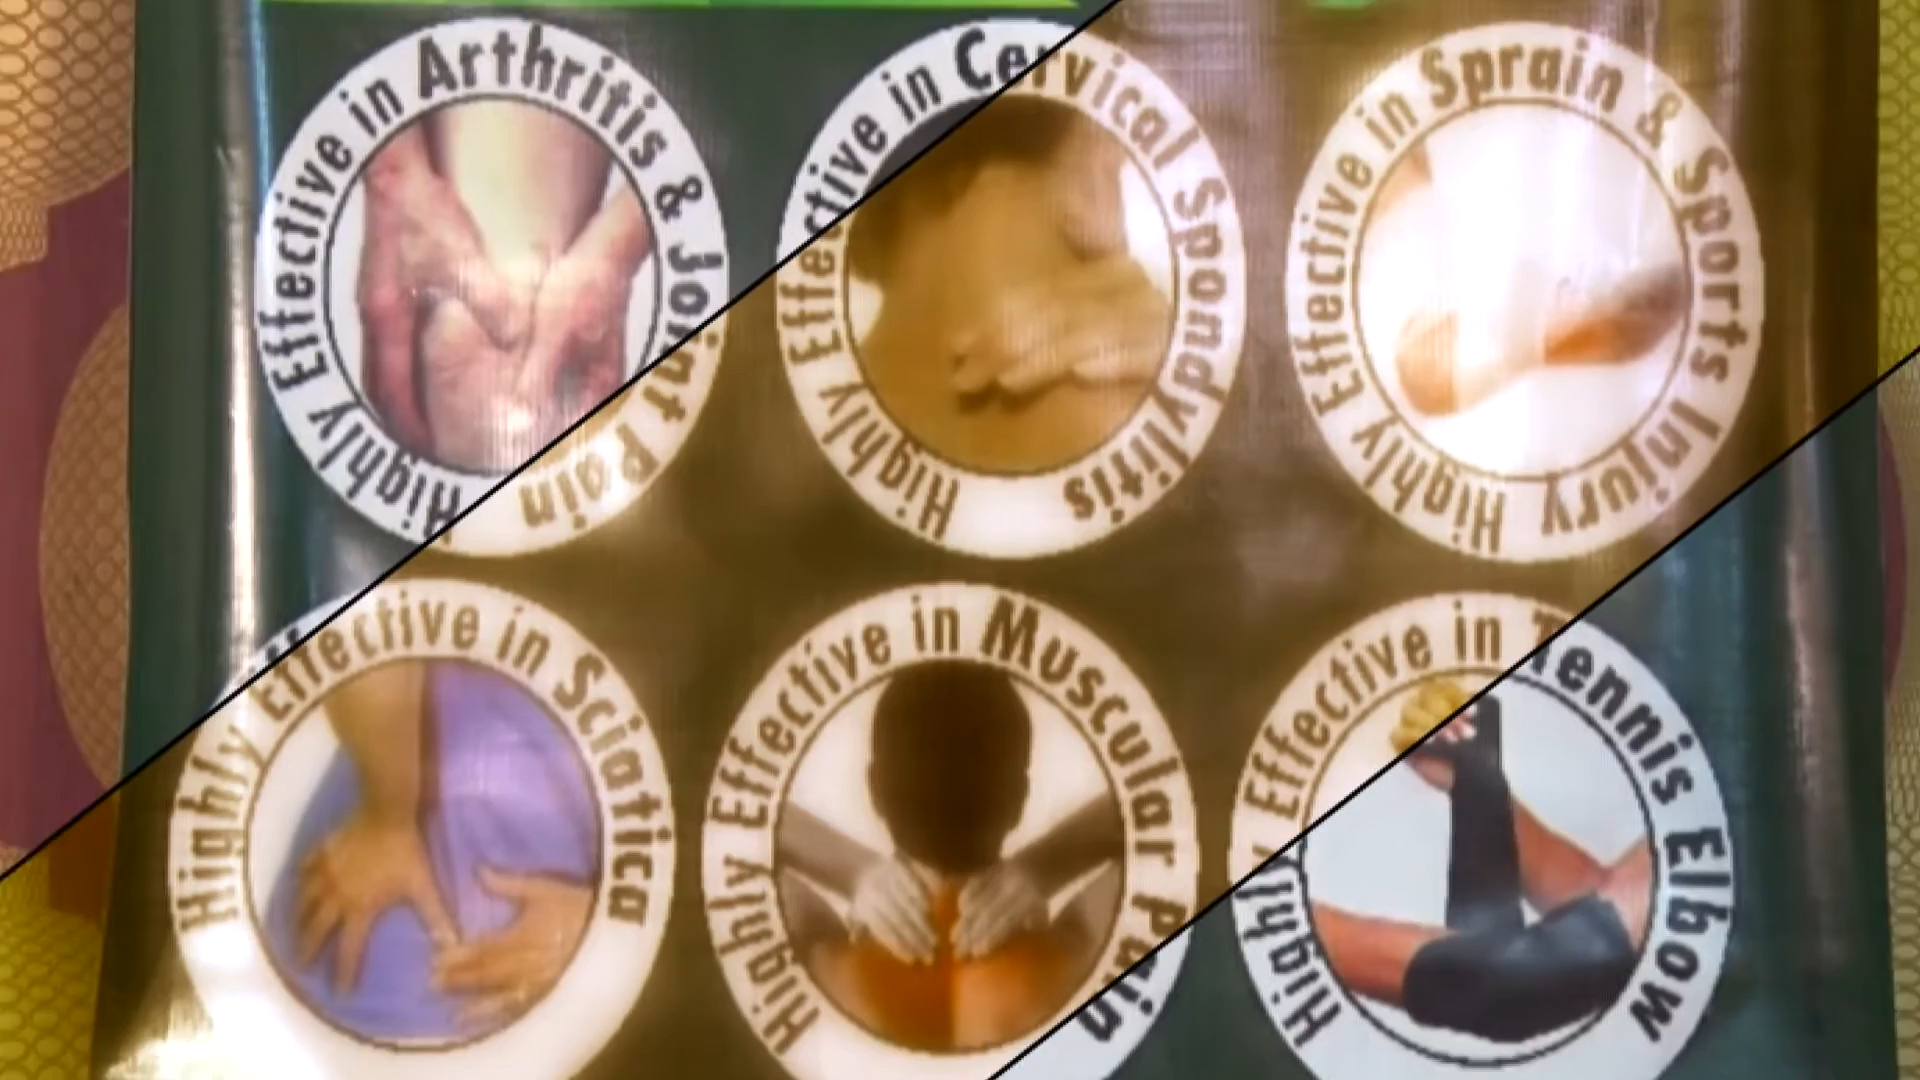 Highly Effective in Arthritis & Joint Pain
Highly Effective in Cervical Spondylitis
Highly Effective in Sprain & Sports Injury
Highly Effective in Sciatica
Highly Effective in Muscular Pain
Highly Effective in Tennis Elbow